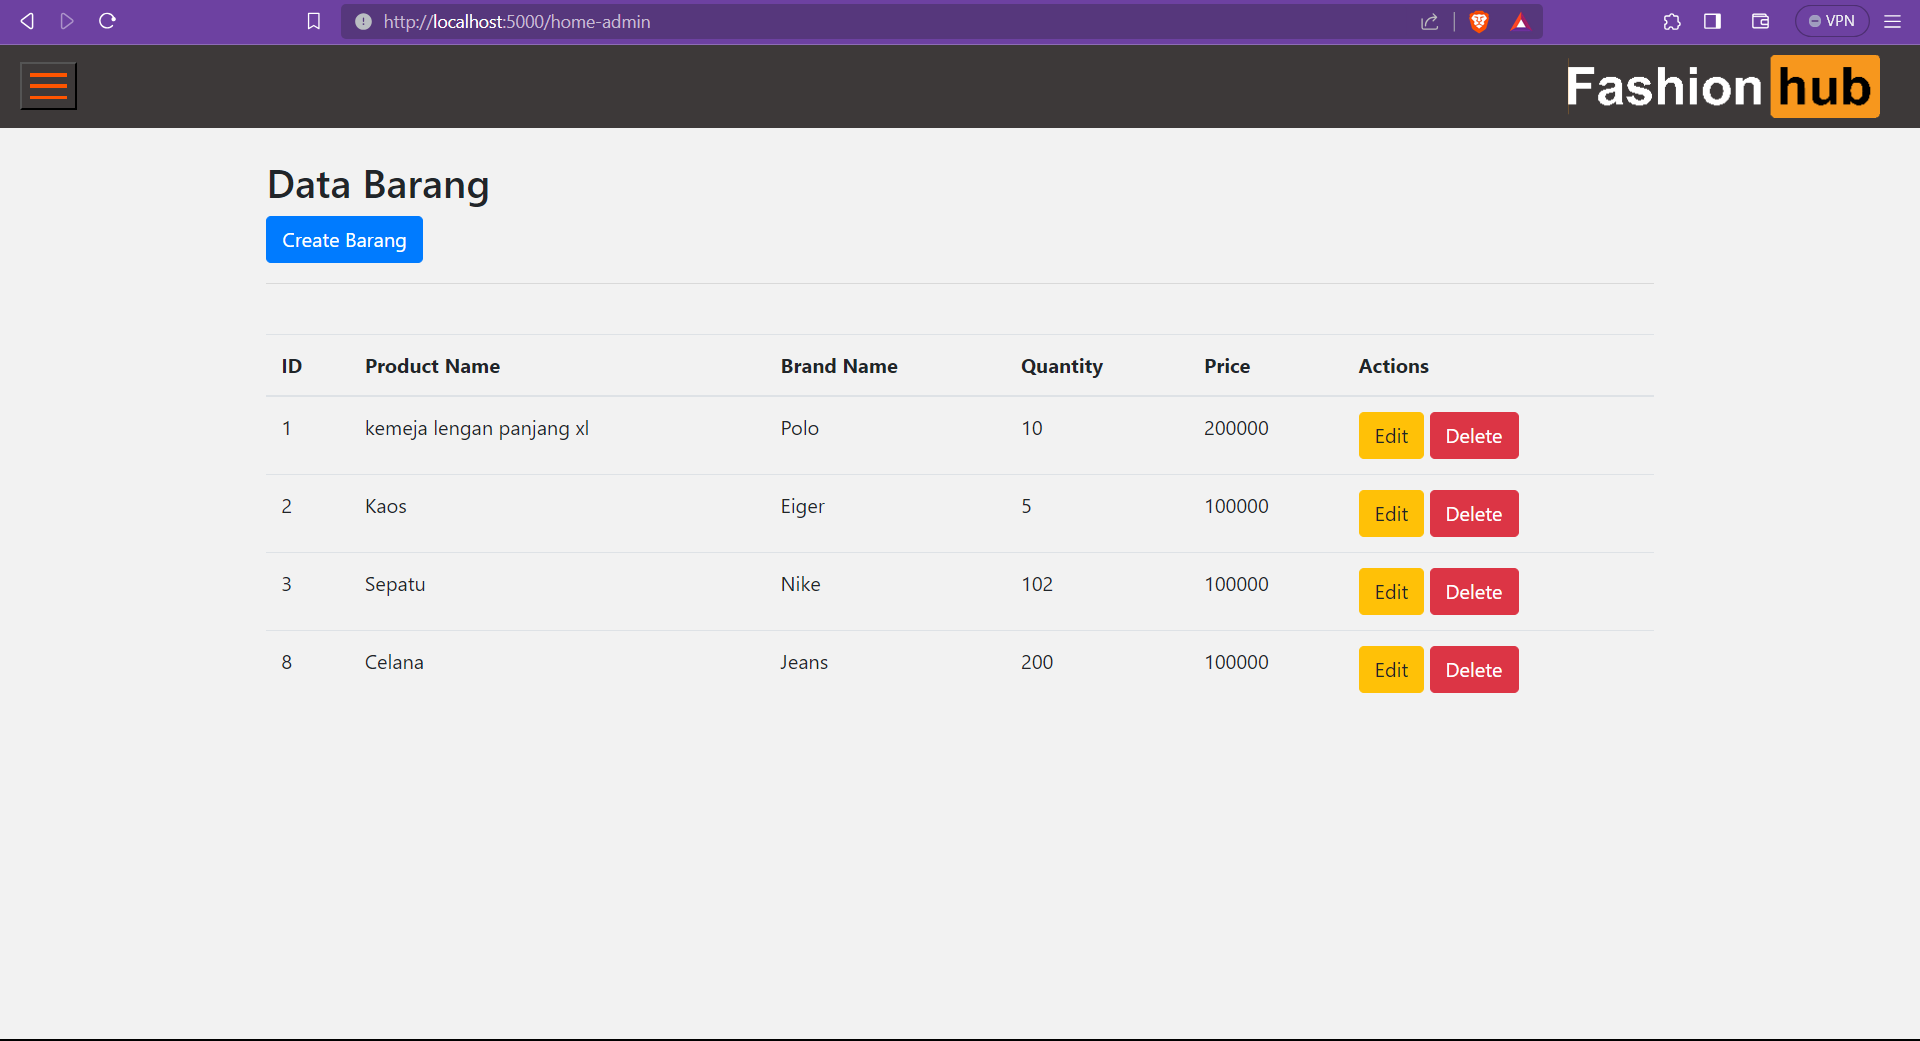 http://localhost:5000/home-admin VPN
Fashion hub
Data Barang
Create Barang
ID Product Name Brand Name Quantity Price Actions
1 kemeja lengan panjang xl Polo 10 200000 Edit Delete
2 Kaos Eiger 5 100000 Edit Delete
3 Sepatu Nike 102 100000 Edit Delete
8 Celana Jeans 200 100000 Edit Delete